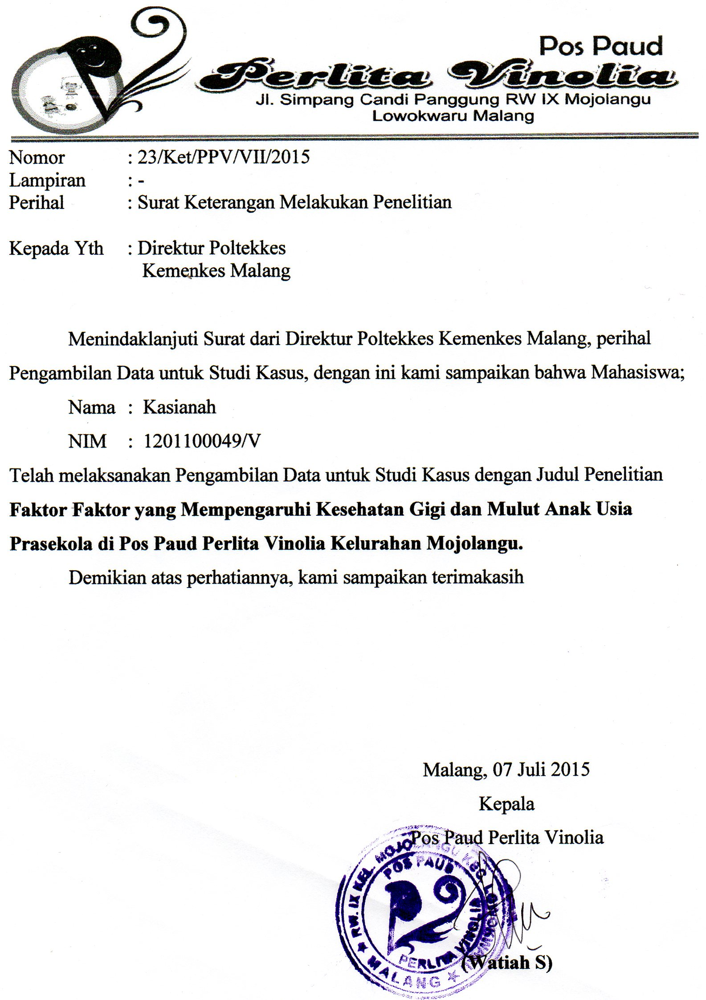 Pos Paud
Perlita Vinolia
Jl. Simpang Candi Panggung RW IX Mojolangu
Lowokwaru Malang
Nomor : 23/Ket/PPV/VII/2015
Lampiran : -
Perihal : Surat Keterangan Melakukan Penelitian
Kepada Yth : Direktur Poltekkes
Kemenkes Malang
Menindaklanjuti Surat dari Direktur Poltekkes Kemenkes Malang, perihal
Pengambilan Data untuk Studi Kasus, dengan ini kami sampaikan bahwa Mahasiswa;
Nama : Kasianah
NIM : 1201100049/V
Telah melaksanakan Pengambilan Data untuk Studi Kasus dengan Judul Penelitian
Faktor Faktor yang Mempengaruhi Kesehatan Gigi dan Mulut Anak Usia
Prasekola di Pos Paud Perlita Vinolia Kelurahan Mojolangu.
Demikian atas perhatiannya, kami sampaikan terimakasih
Malang, 07 Juli 2015
Kepala
Pos Paud Perlita Vinolia
RW. IX KEL. MOJOLANGU KEC LOWOKWARU
POS PAUD
PERLITA VINOLIA
MALANG
(Watiah S)